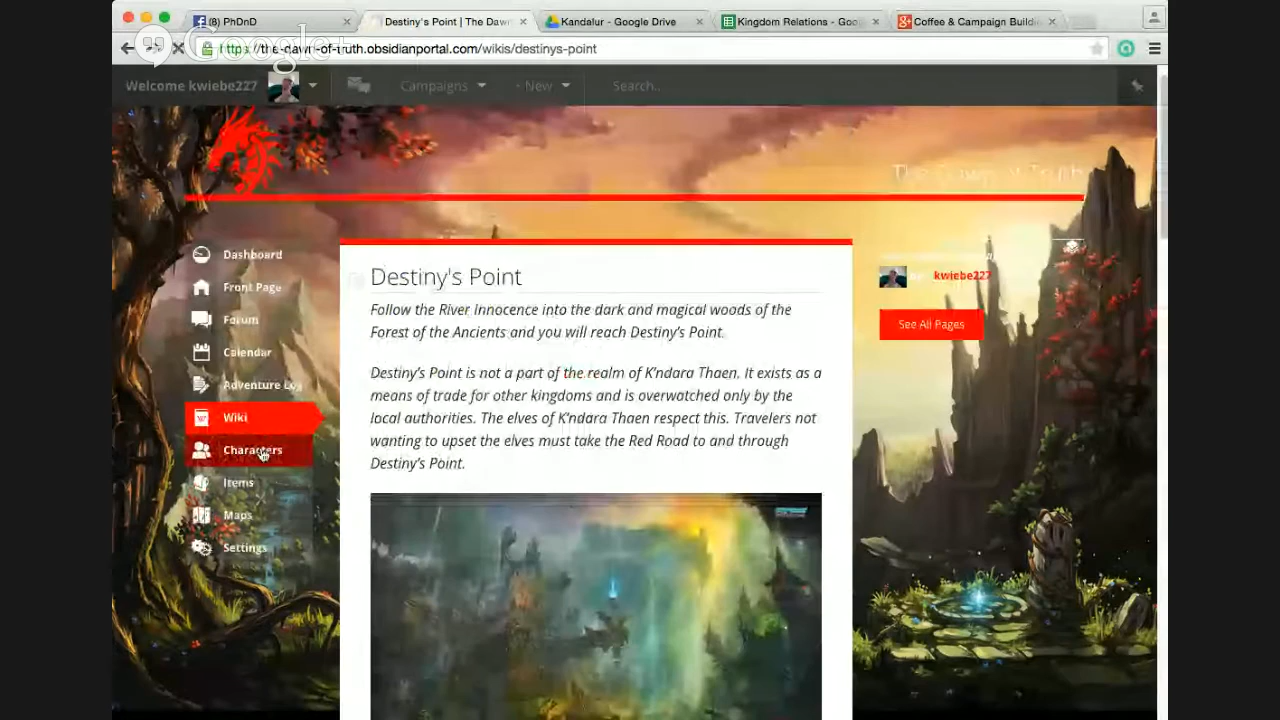 (8) PhDnD
Destiny's Point | The Dawn
Kandalur - Google Drive
Kingdom Relations - Goo
Coffee & Campaign Buildi
https://the-dawn-of-truth.obsidianportal.com/wikis/destinys-point
Google+
Welcome kwiebe227
Campaigns
New
Search..
The Dawn of Truth
Dashboard
Front Page
Forum
Calendar
Adventure Log
Wiki
Characters
Items
Maps
Settings
Destiny's Point
Follow the River Innocence into the dark and magical woods of the
Forest of the Ancients and you will reach Destiny's Point.
Destiny's Point is not a part of the realm of K'ndara Thaen. It exists as a
means of trade for other kingdoms and is overwatched only by the
local authorities. The elves of K'ndara Thaen respect this. Travelers not
wanting to upset the elves must take the Red Road to and through
Destiny's Point.
kwiebe227
See All Pages